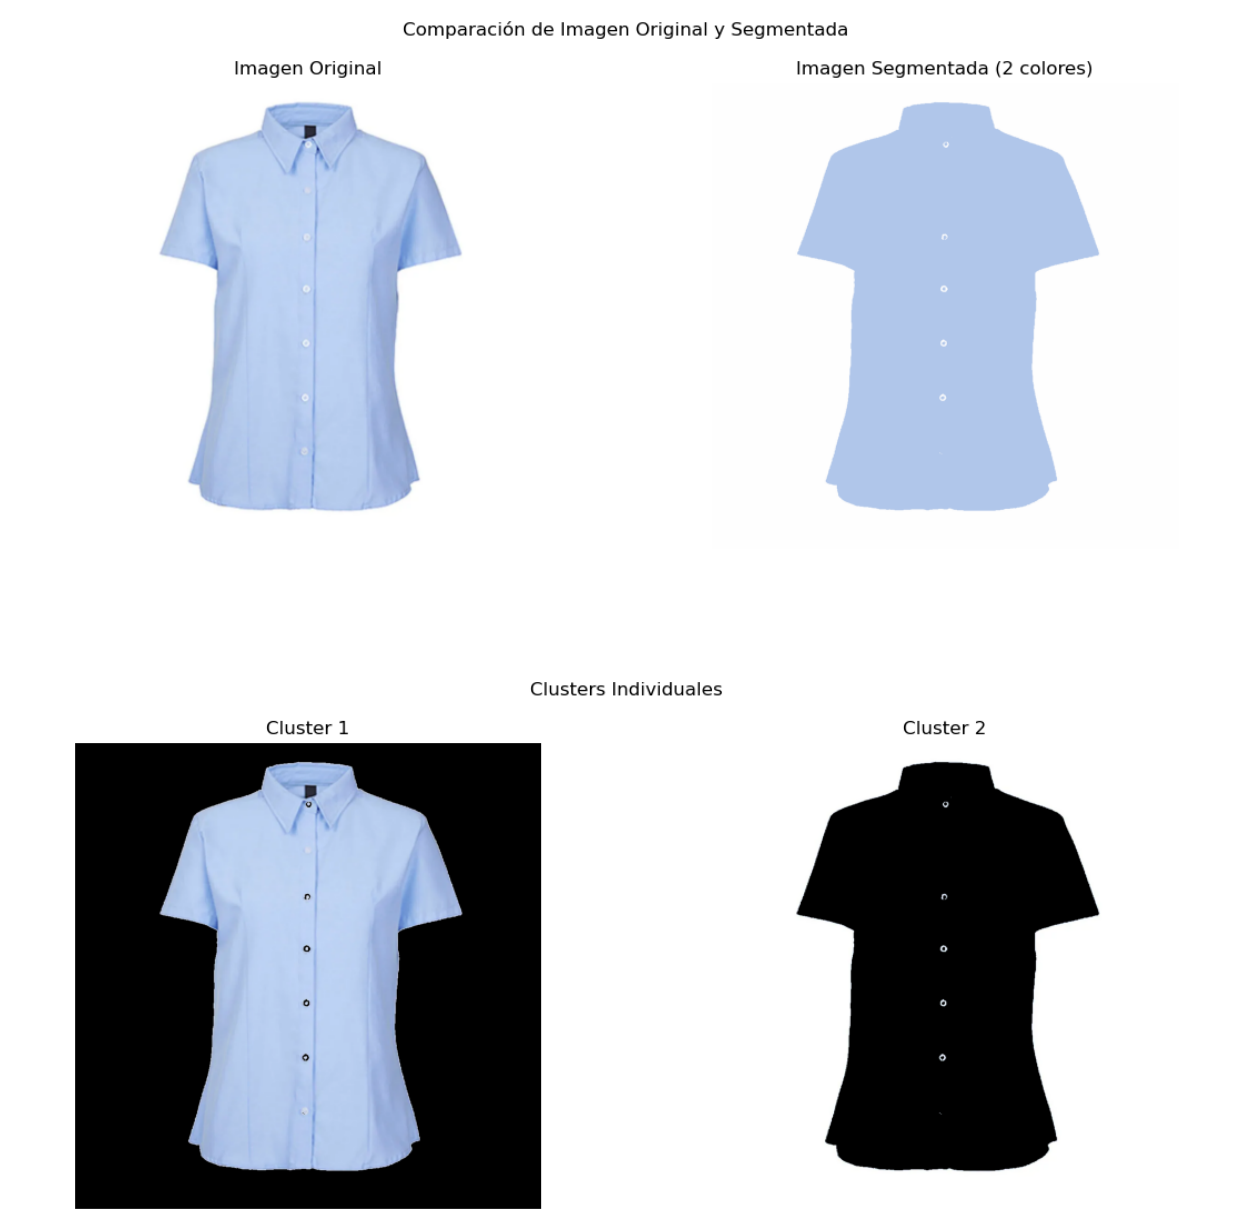 Comparación de Imagen Original y Segmentada
Imagen Original
Imagen Segmentada (2 colores)
Clusters Individuales
Cluster 1
Cluster 2